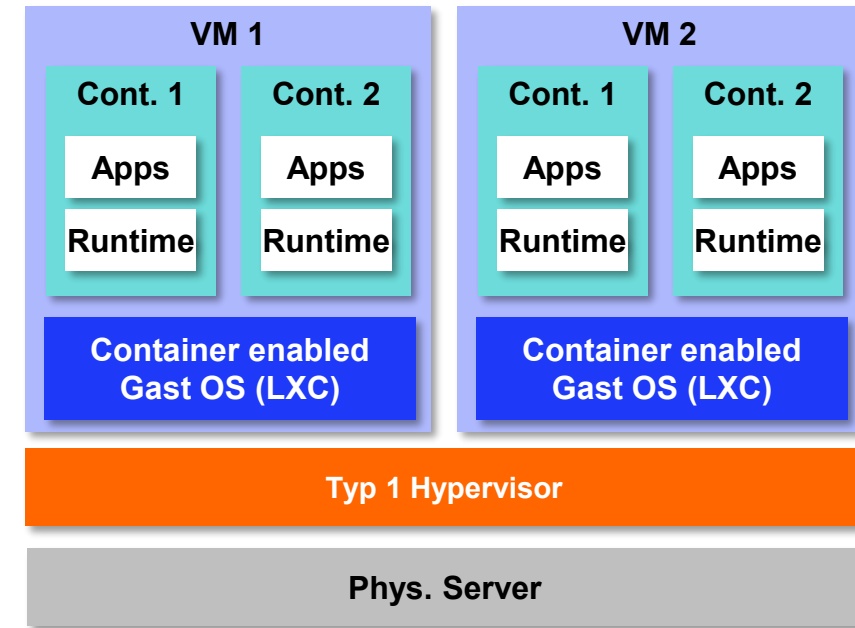 VM 1
Cont. 1
Apps
Runtime
Cont. 2
Apps
Runtime
Container enabled
Gast OS (LXC)
VM 2
Cont. 1
Apps
Runtime
Cont. 2
Apps
Runtime
Container enabled
Gast OS (LXC)
Typ 1 Hypervisor
Phys. Server